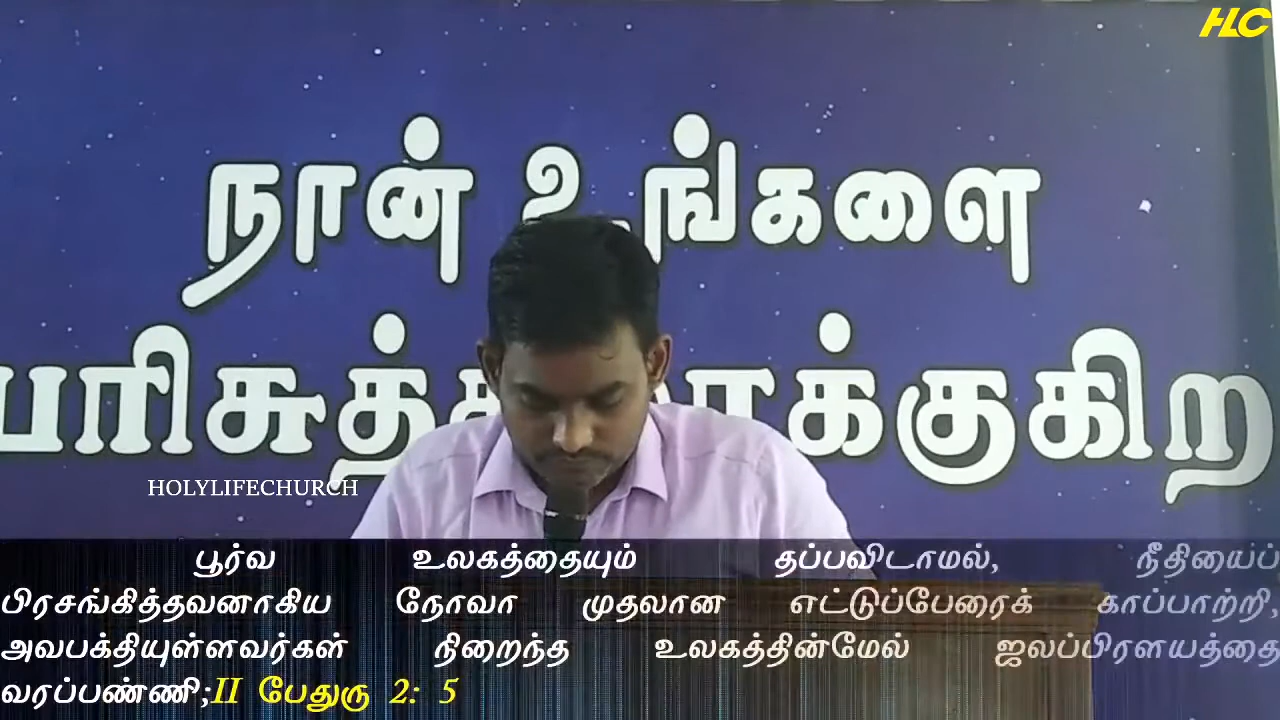 HLC
நான் உங்களை
HOLYLIFECHURCH
பூர்வ உலகத்தையும் தப்பவிடாமல், நீதியைப்
பிரசங்கித்தவனாகிய நோவா முதலான எட்டுப்பேரைக் காப்பாற்றி,
அவபக்தியுள்ளவர்கள் நிறைந்த உலகத்தின்மேல் ஜலப்பிரளயத்தை
வரப்பண்ணி;II பேதுரு 2: 5